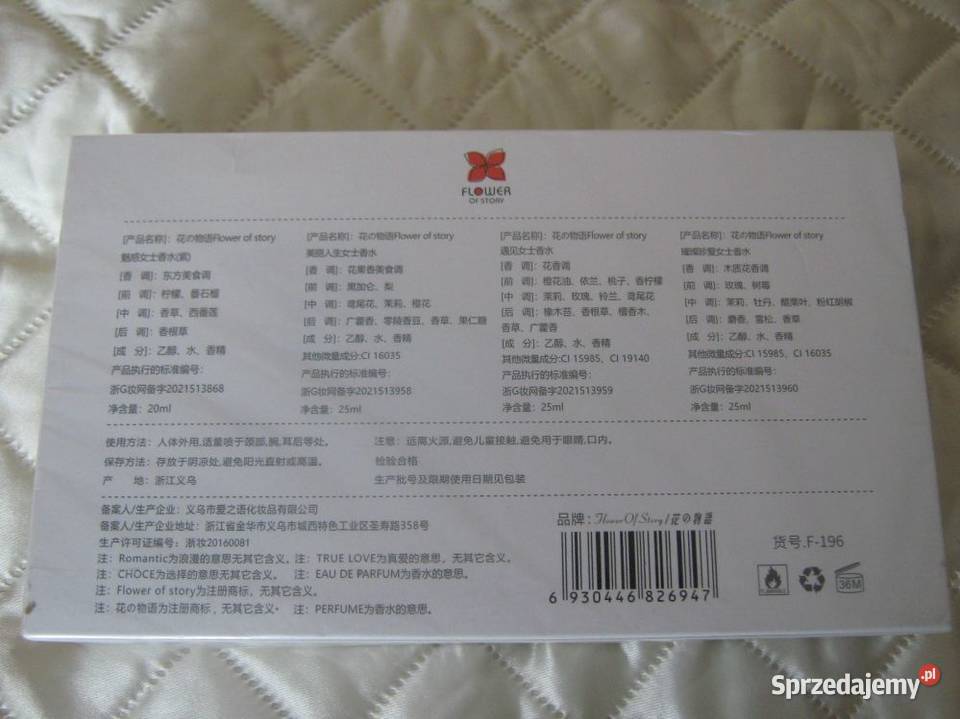 FLOWER
OF STORY
[产品名称]：花の物语Flower of story
魅惑女士香水(紫)
[香 调]：东方美食调
[前 调]：柠檬、番石榴
[中 调]：香草、西番莲
[后 调]：香根草
[成 分]：乙醇、水、香精
产品执行的标准编号：
浙G妆网备字2021513868
净含量：20ml
[产品名称]：花の物语Flower of story
美丽人生女士香水
[香 调]：花果香美食调
[前 调]：黑加仑、梨
[中 调]：鸢尾花、茉莉、橙花
[后 调]：广藿香、零陵香豆、香草、果仁糖
[成 分]：乙醇、水、香精
其他微量成分:CI 16035
产品执行的标准编号：
浙G妆网备字2021513958
净含量：25ml
[产品名称]：花の物语Flower of story
遇见女士香水
[香 调]：花香调
[前 调]：橙花油、依兰、桃子、香柠檬
[中 调]：茉莉、玫瑰、铃兰、鸢尾花
[后 调]：橡木苔、香根草、檀香木、
香草、广藿香
[成 分]：乙醇、水、香精
其他微量成分:CI 15985、CI 19140
产品执行的标准编号：
浙G妆网备字2021513959
净含量：25ml
[产品名称]：花の物语Flower of story
璀璨珍爱女士香水
[香 调]：木质花香调
[前 调]：玫瑰、树莓
[中 调]：茉莉、牡丹、醋栗叶、粉红胡椒
[后 调]：麝香、雪松、香草
[成 分]：乙醇、水、香精
其他微量成分:CI 15985、CI 16035
产品执行的标准编号：
浙G妆网备字2021513960
净含量：25ml
使用方法：人体外用,适量喷于颈部,腕,耳后等处。
注意：远离火源,避免儿童接触,避免用于眼睛,口内。
保存方法：存放于阴凉处,避免阳光直射或高温。
检验合格
产 地：浙江义乌
生产批号及限期使用日期见包装
备案人/生产企业：义乌市爱之语化妆品有限公司
备案人/生产企业地址：浙江省金华市义乌市城西特色工业区圣寿路358号
生产许可证编号：浙妆20160081
注：Romantic为浪漫的意思无其它含义。注：TRUE LOVE为真爱的意思，无其它含义。
注：CHOCE为选择的意思无其它含义。注：EAU DE PARFUM为香水的意思。
注：Flower of story为注册商标，无其它含义。
注：花の物语为注册商标，无其它含义。 注：PERFUME为香水的意思。
品牌：Flower Of Story/花の物语
6 930446 826947
货号.F-196
36M
Sprzedajemy.pl